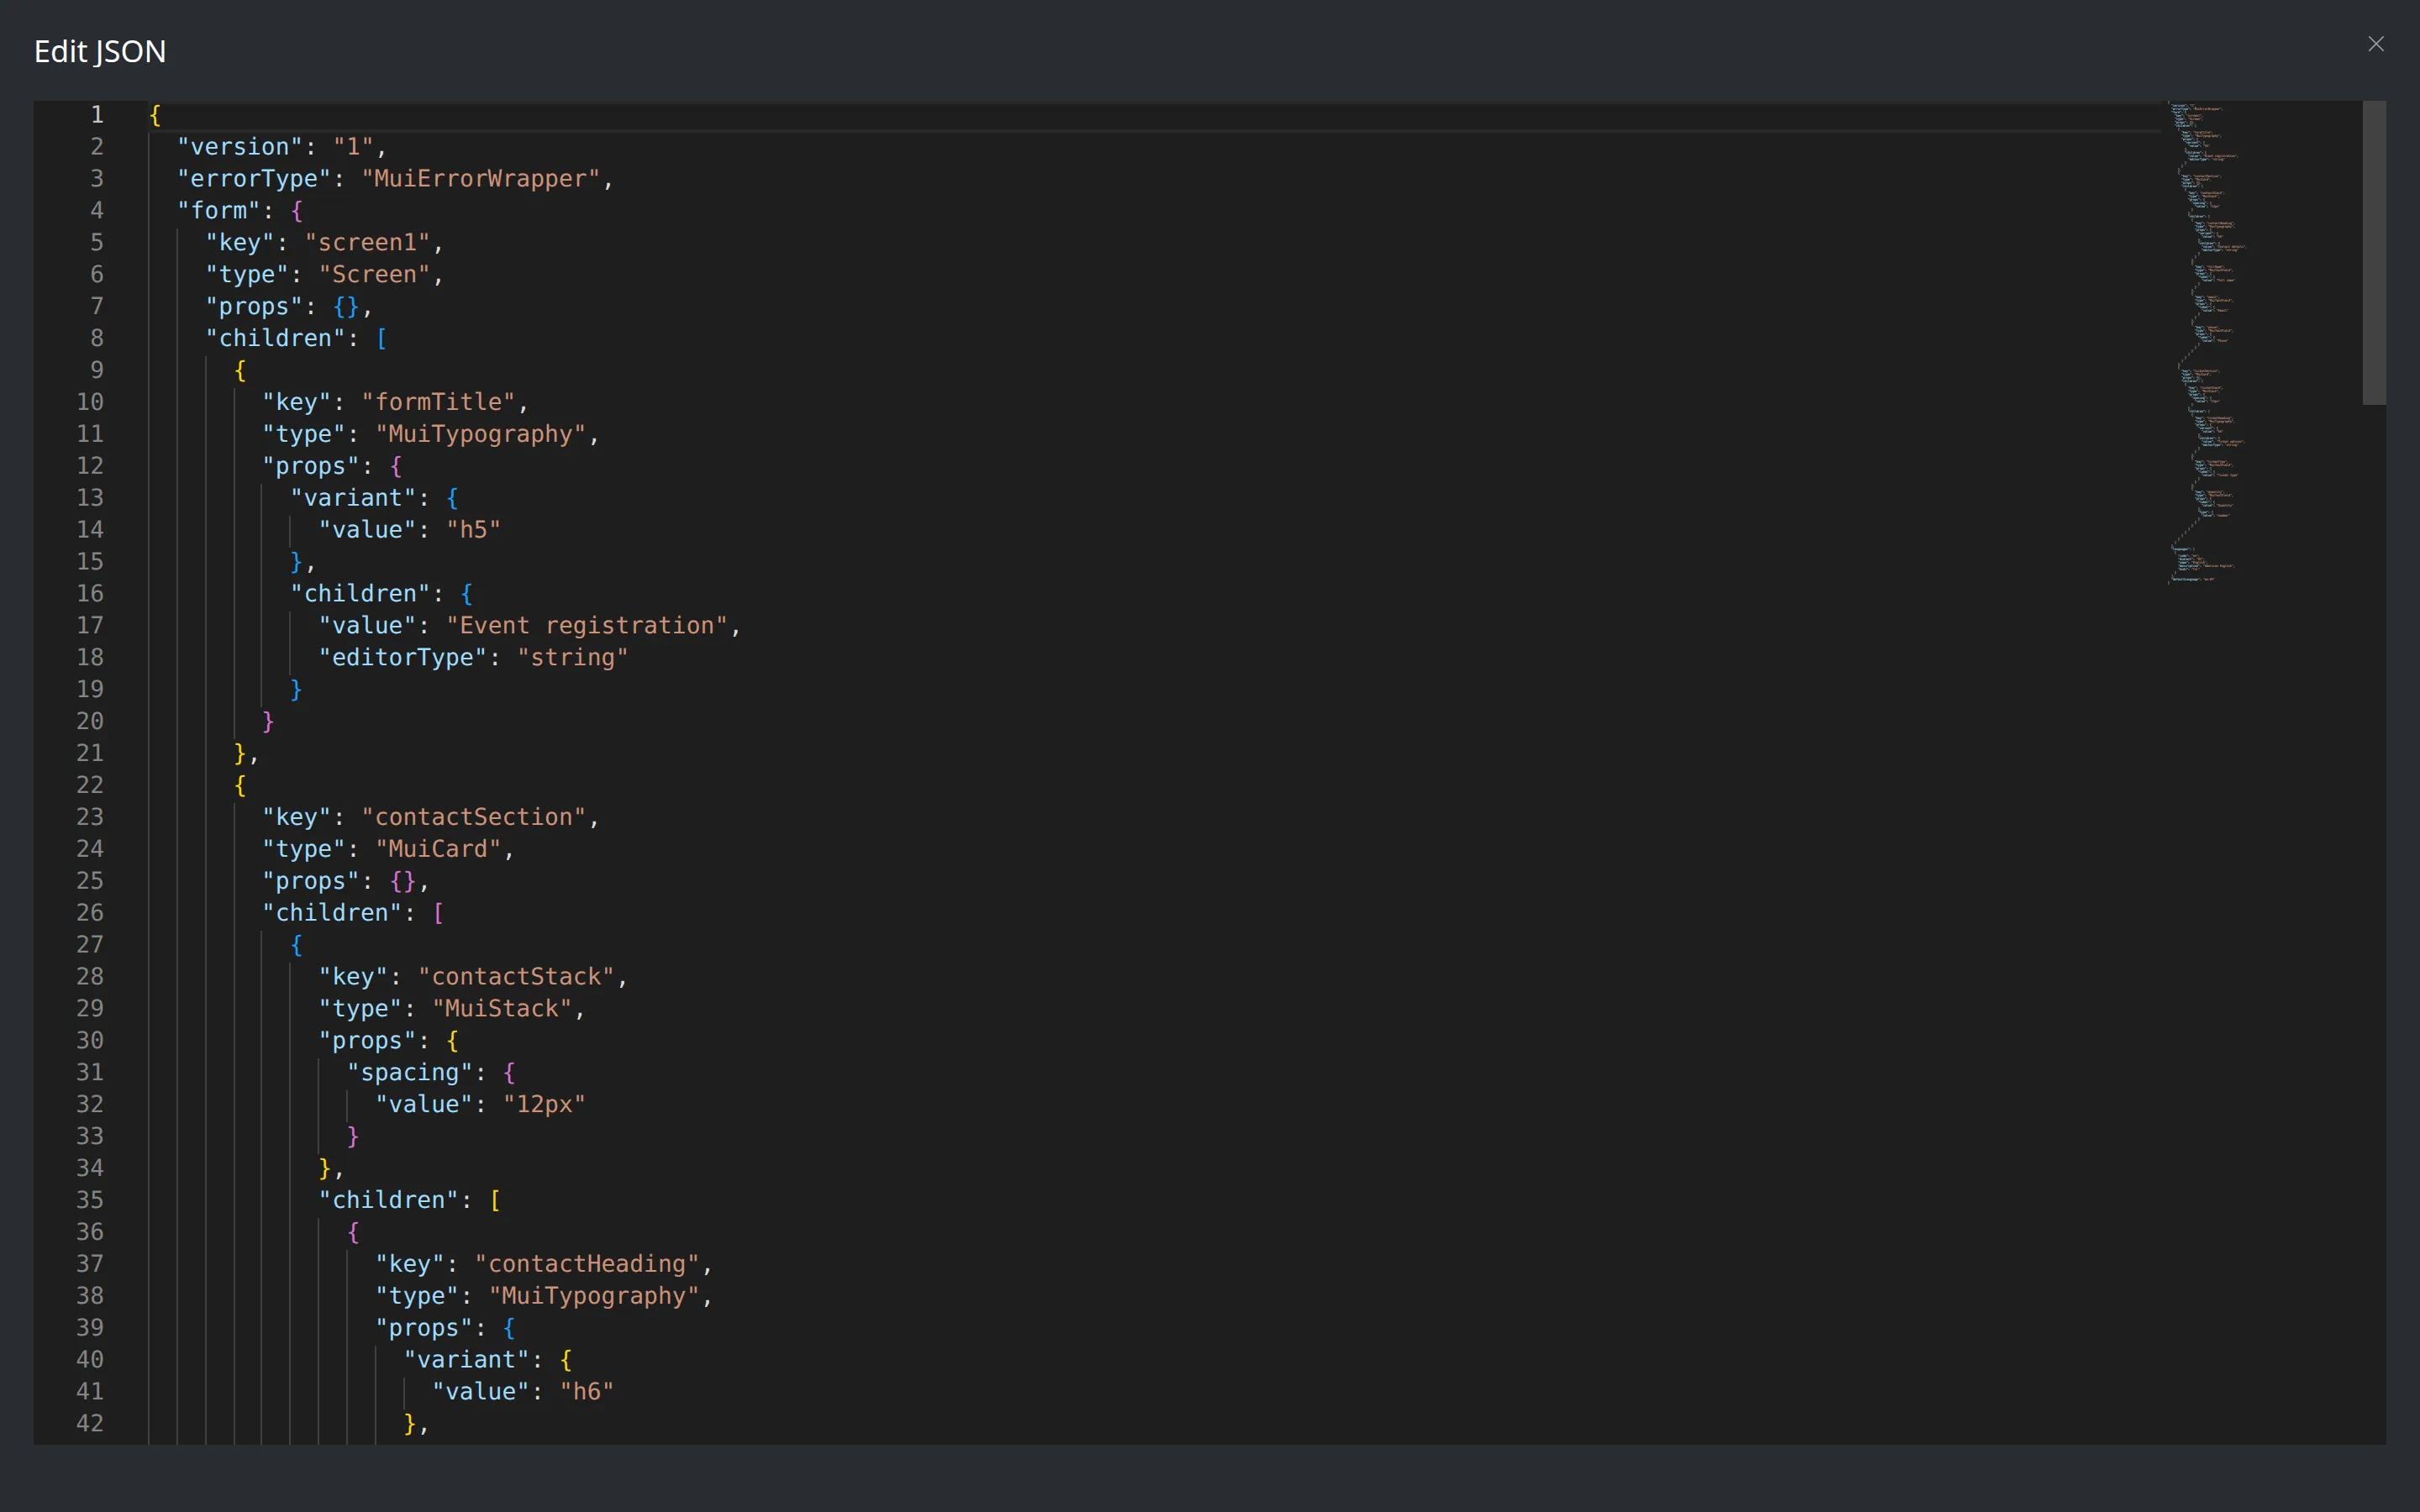 Edit JSON
1 {
2 "version": "1",
3 "errorType": "MuiErrorWrapper",
4 "form": {
5 "key": "screen1",
6 "type": "Screen",
7 "props": {},
8 "children": [
9 {
10 "key": "formTitle",
11 "type": "MuiTypography",
12 "props": {
13 "variant": {
14 "value": "h5"
15 },
16 "children": {
17 "value": "Event registration",
18 "editorType": "string"
19 }
20 }
21 },
22 {
23 "key": "contactSection",
24 "type": "MuiCard",
25 "props": {},
26 "children": [
27 {
28 "key": "contactStack",
29 "type": "MuiStack",
30 "props": {
31 "spacing": {
32 "value": "12px"
33 }
34 },
35 "children": [
36 {
37 "key": "contactHeading",
38 "type": "MuiTypography",
39 "props": {
40 "variant": {
41 "value": "h6"
42 },